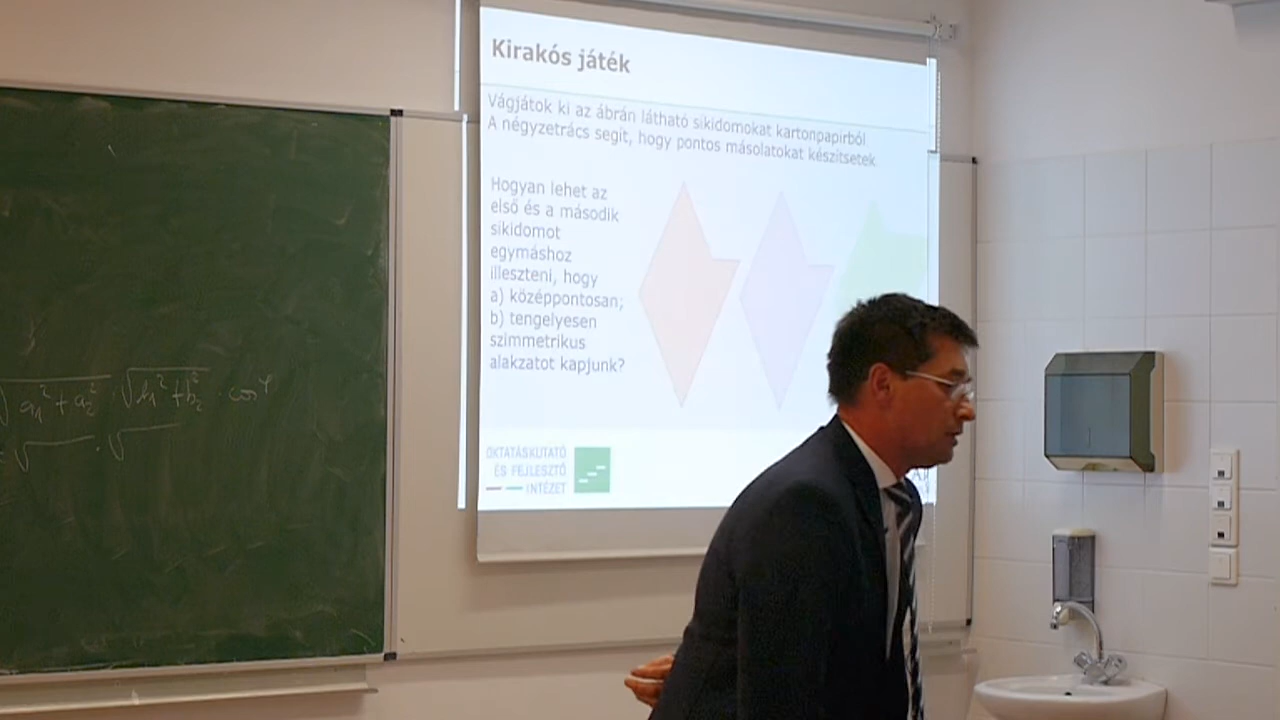 Kirakós játék
Vágjátok ki az ábrán látható síkidomokat kartonpapírból
A négyzetrács segít, hogy pontos másolatokat készítsetek
Hogyan lehet az
első és a második
síkidomot
egymáshoz
illeszteni, hogy
a) középpontosan;
b) tengelyesen
szimmetrikus
alakzatot kapjunk?
OKTATÁSKUTATÓ
ÉS FEJLESZTŐ
INTÉZET